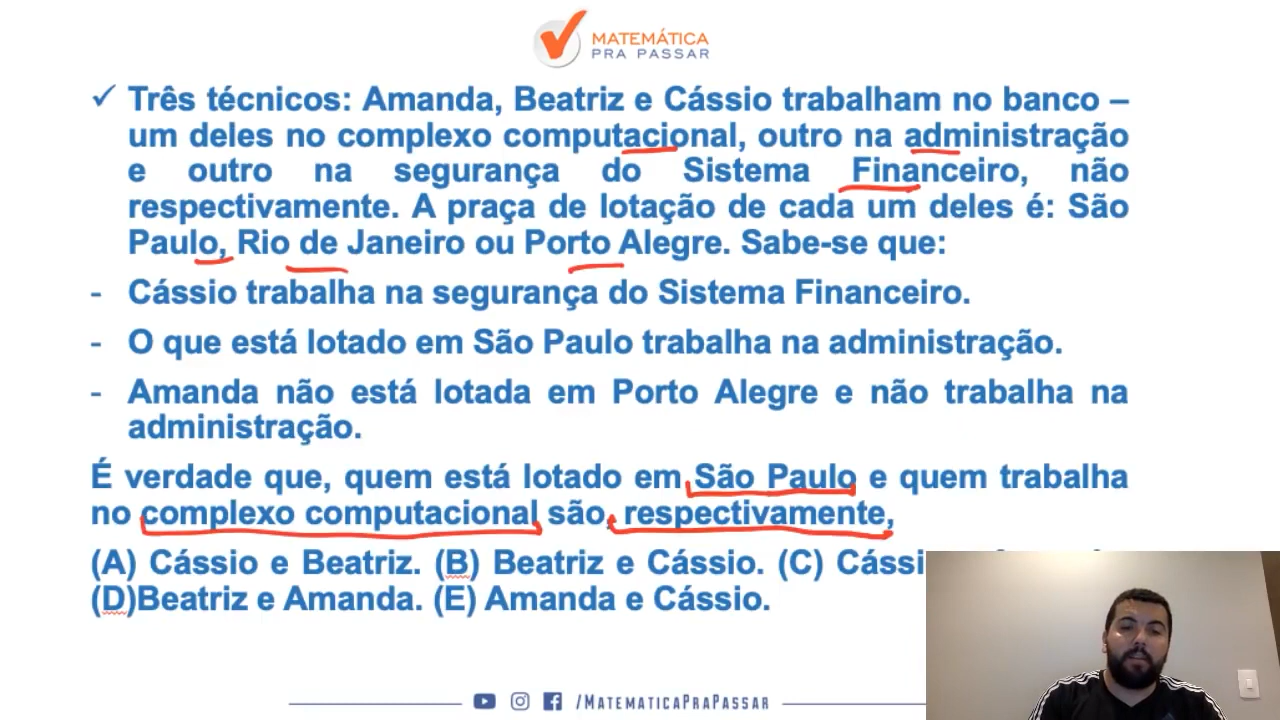 MATEMÁTICA
PRA PASSAR
✓ Três técnicos: Amanda, Beatriz e Cássio trabalham no banco –
um deles no complexo computacional, outro na administração
e outro na segurança do Sistema Financeiro, não
respectivamente. A praça de lotação de cada um deles é: São
Paulo, Rio de Janeiro ou Porto Alegre. Sabe-se que:
- Cássio trabalha na segurança do Sistema Financeiro.
- O que está lotado em São Paulo trabalha na administração.
- Amanda não está lotada em Porto Alegre e não trabalha na
administração.
É verdade que, quem está lotado em São Paulo e quem trabalha
no complexo computacional são, respectivamente,
(A) Cássio e Beatriz. (B) Beatriz e Cássio. (C)
(D)Beatriz e Amanda. (E) Amanda e Cássio.
/MATEMATICAPRAPASSAR